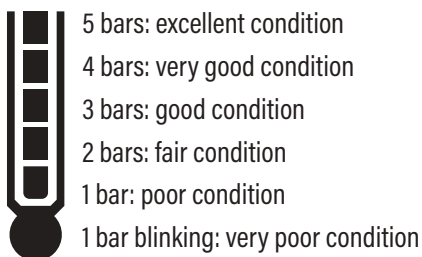 5 bars: excellent condition
4 bars: very good condition
3 bars: good condition
2 bars: fair condition
1 bar: poor condition
1 bar blinking: very poor condition